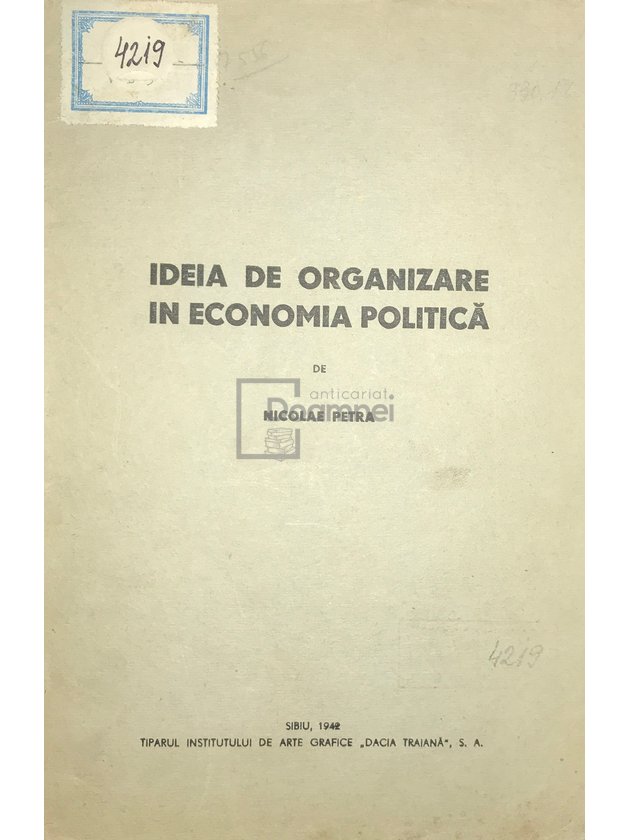 4219
IDEIA DE ORGANIZARE
IN ECONOMIA POLITICĂ
DE
anticariat
Doampei
NICOLAE PETRA
4219
SIBIU, 1942
TIPARUL INSTITUTULUI DE ARTE GRAFICE „DACIA TRAIANĂ", S. A.